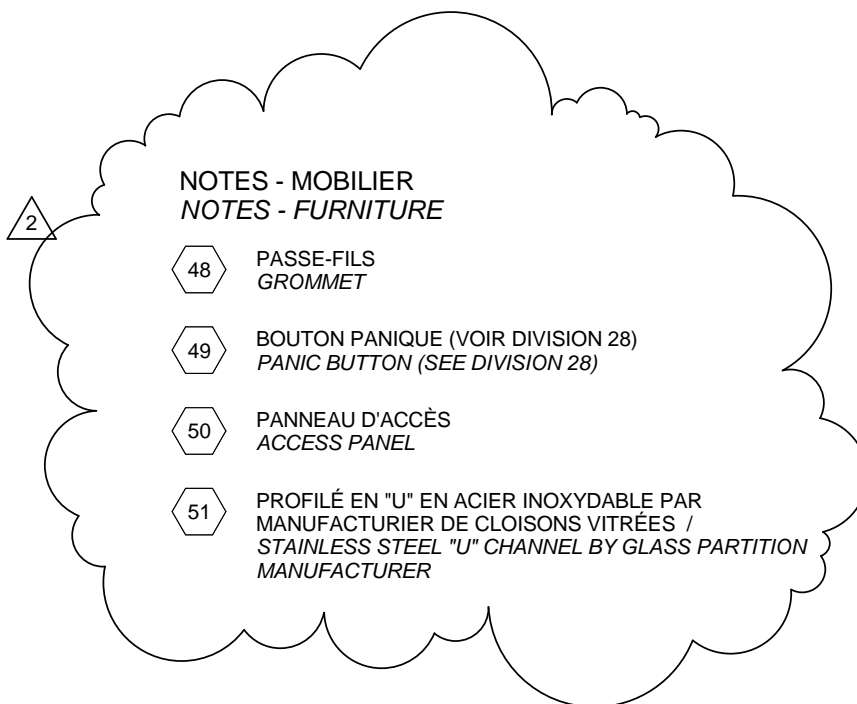 NOTES - MOBILIER
NOTES - FURNITURE
2
48
PASSE-FILS
GROMMET
49
BOUTON PANIQUE (VOIR DIVISION 28)
PANIC BUTTON (SEE DIVISION 28)
50
PANNEAU D'ACCÈS
ACCESS PANEL
51
PROFILÉ EN "U" EN ACIER INOXYDABLE PAR
MANUFACTURIER DE CLOISONS VITRÉES /
STAINLESS STEEL "U" CHANNEL BY GLASS PARTITION
MANUFACTURER